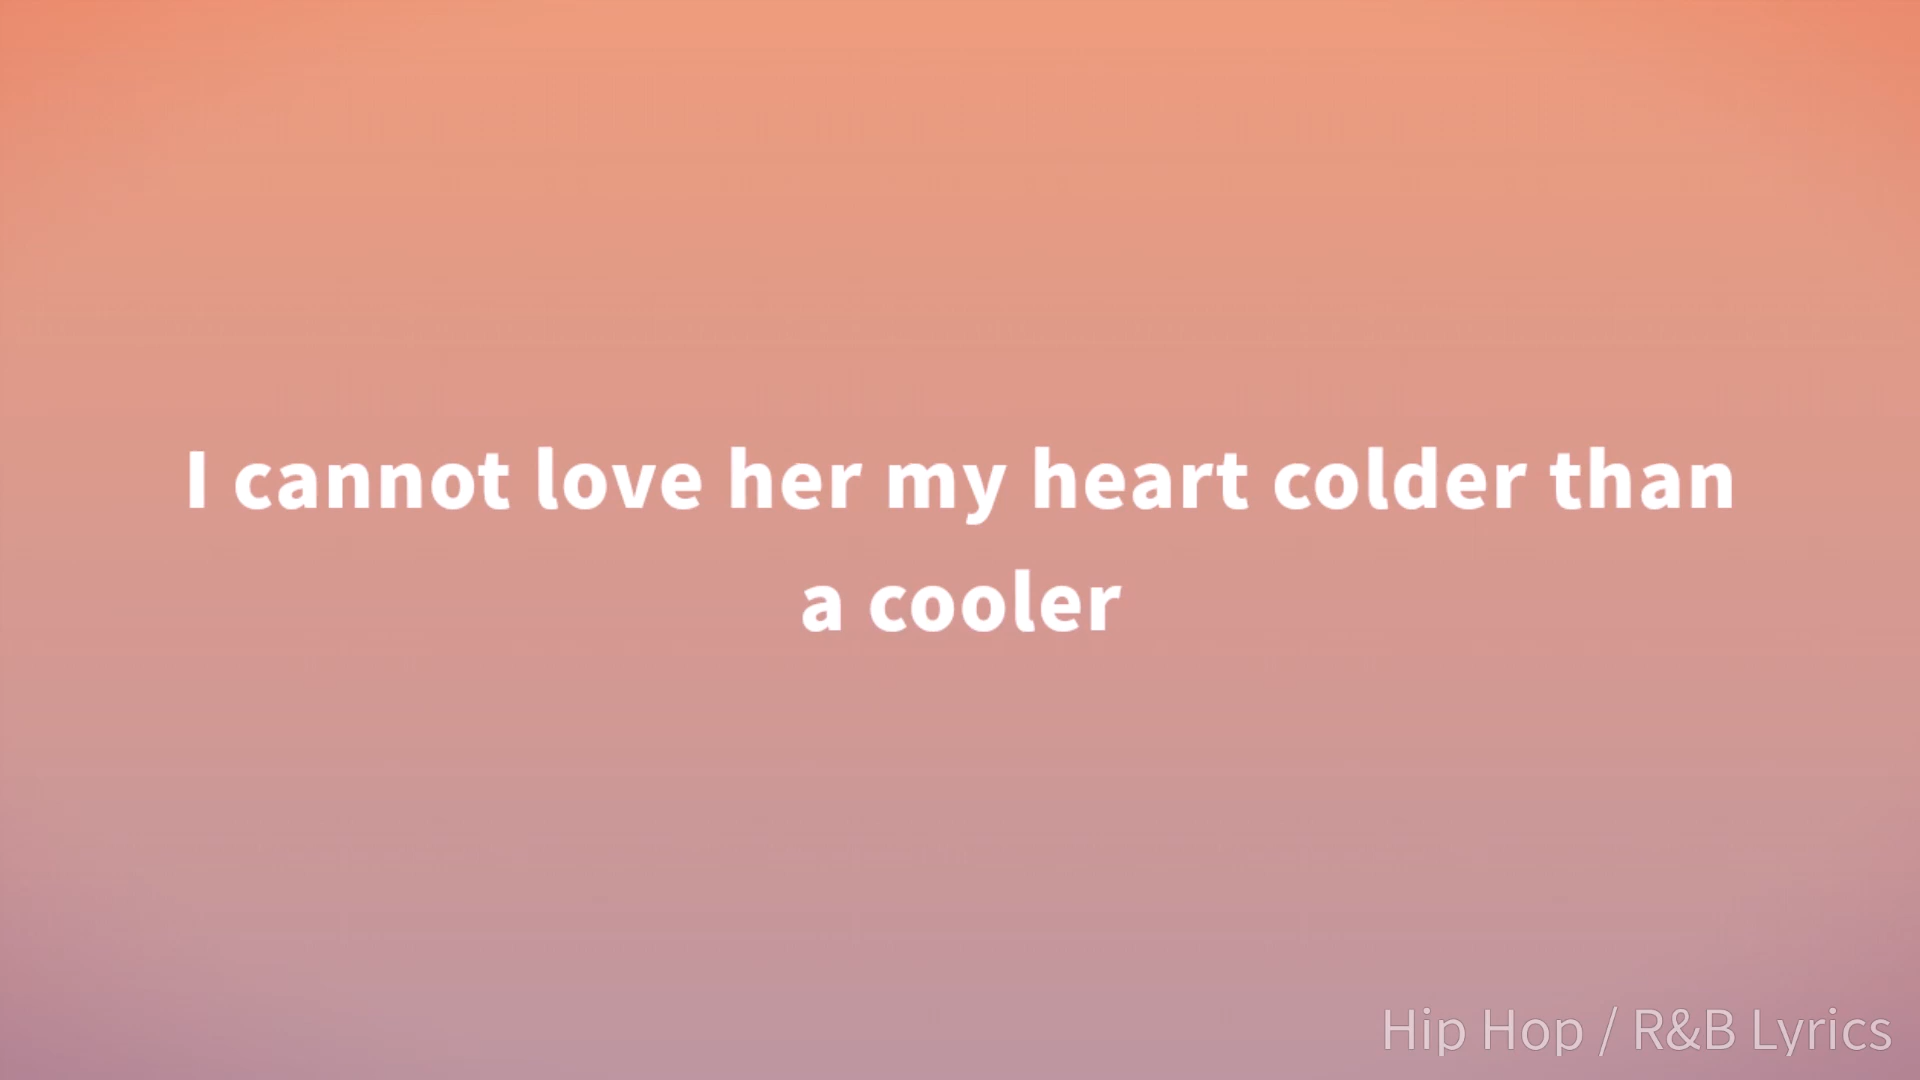 I cannot love her my heart colder than
a cooler
Hip Hop / R&B Lyrics